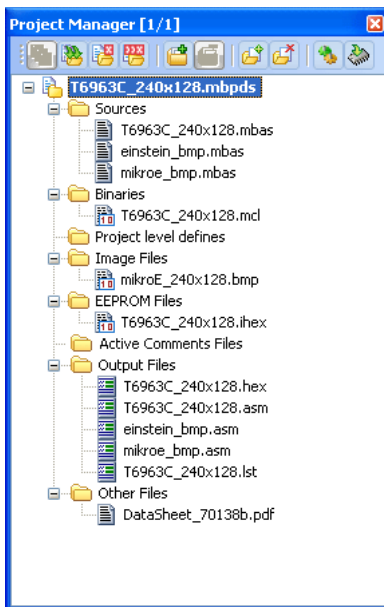 Project Manager [1/1]
T6963C_240x128.mbpds
Sources
T6963C_240x128.mbas
einstein_bmp.mbas
mikroe_bmp.mbas
Binaries
T6963C_240x128.mcl
Project level defines
Image Files
mikroE_240x128.bmp
EEPROM Files
T6963C_240x128.ihex
Active Comments Files
Output Files
T6963C_240x128.hex
T6963C_240x128.asm
einstein_bmp.asm
mikroe_bmp.asm
T6963C_240x128.lst
Other Files
DataSheet_70138b.pdf